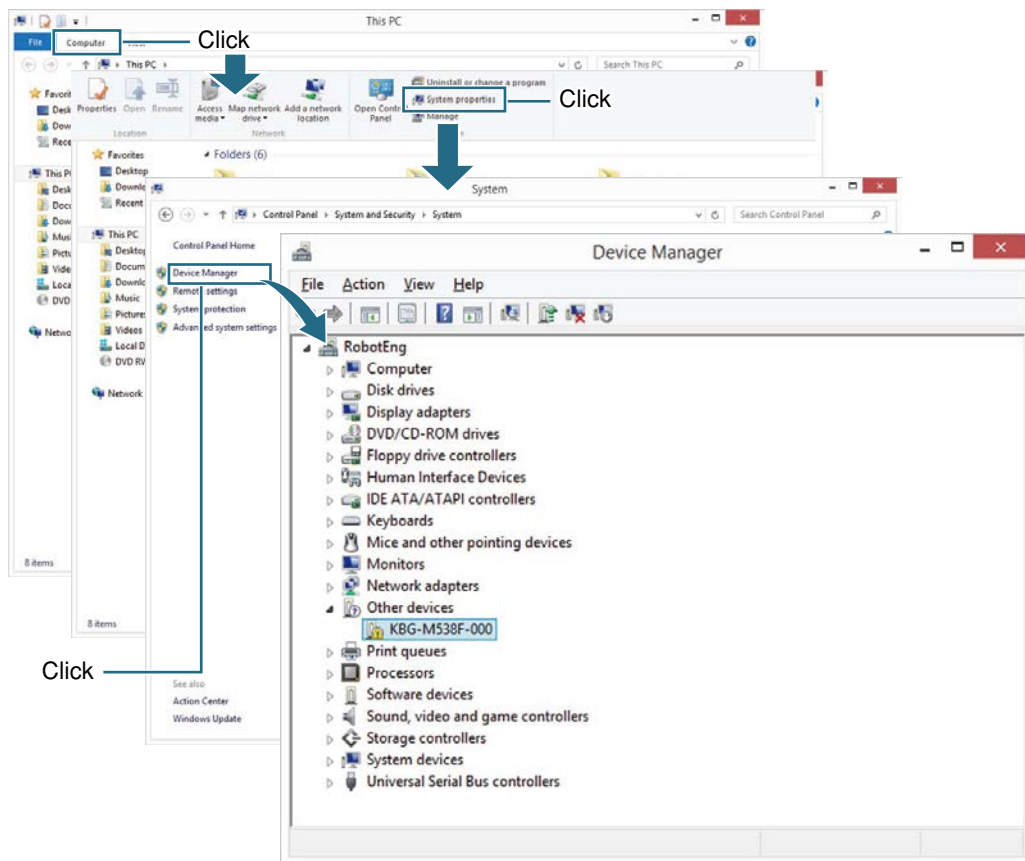 This PC
File Computer
Click
This PC
Search This PC
Uninstall or change a program
Properties Open Rename Access media Map network drive Add a network location Open Control Panel
System properties
Click
Manage
Location Network
Favorites
Folders (6)
Desktop
Recent
This PC
Music
Pictures
Videos
Local D
DVD RW
Network
8 items
8 items
System
Control Panel System and Security System
Search Control Panel
Control Panel Home
Device Manager
Remote settings
System protection
Advanced system settings
Click
See also
Action Center
Windows Update
Device Manager
File Action View Help
RobotEng
Computer
Disk drives
Display adapters
DVD/CD-ROM drives
Floppy drive controllers
Human Interface Devices
IDE ATA/ATAPI controllers
Keyboards
Mice and other pointing devices
Monitors
Network adapters
Other devices
KBG-M538F-000
Print queues
Processors
Software devices
Sound, video and game controllers
Storage controllers
System devices
Universal Serial Bus controllers